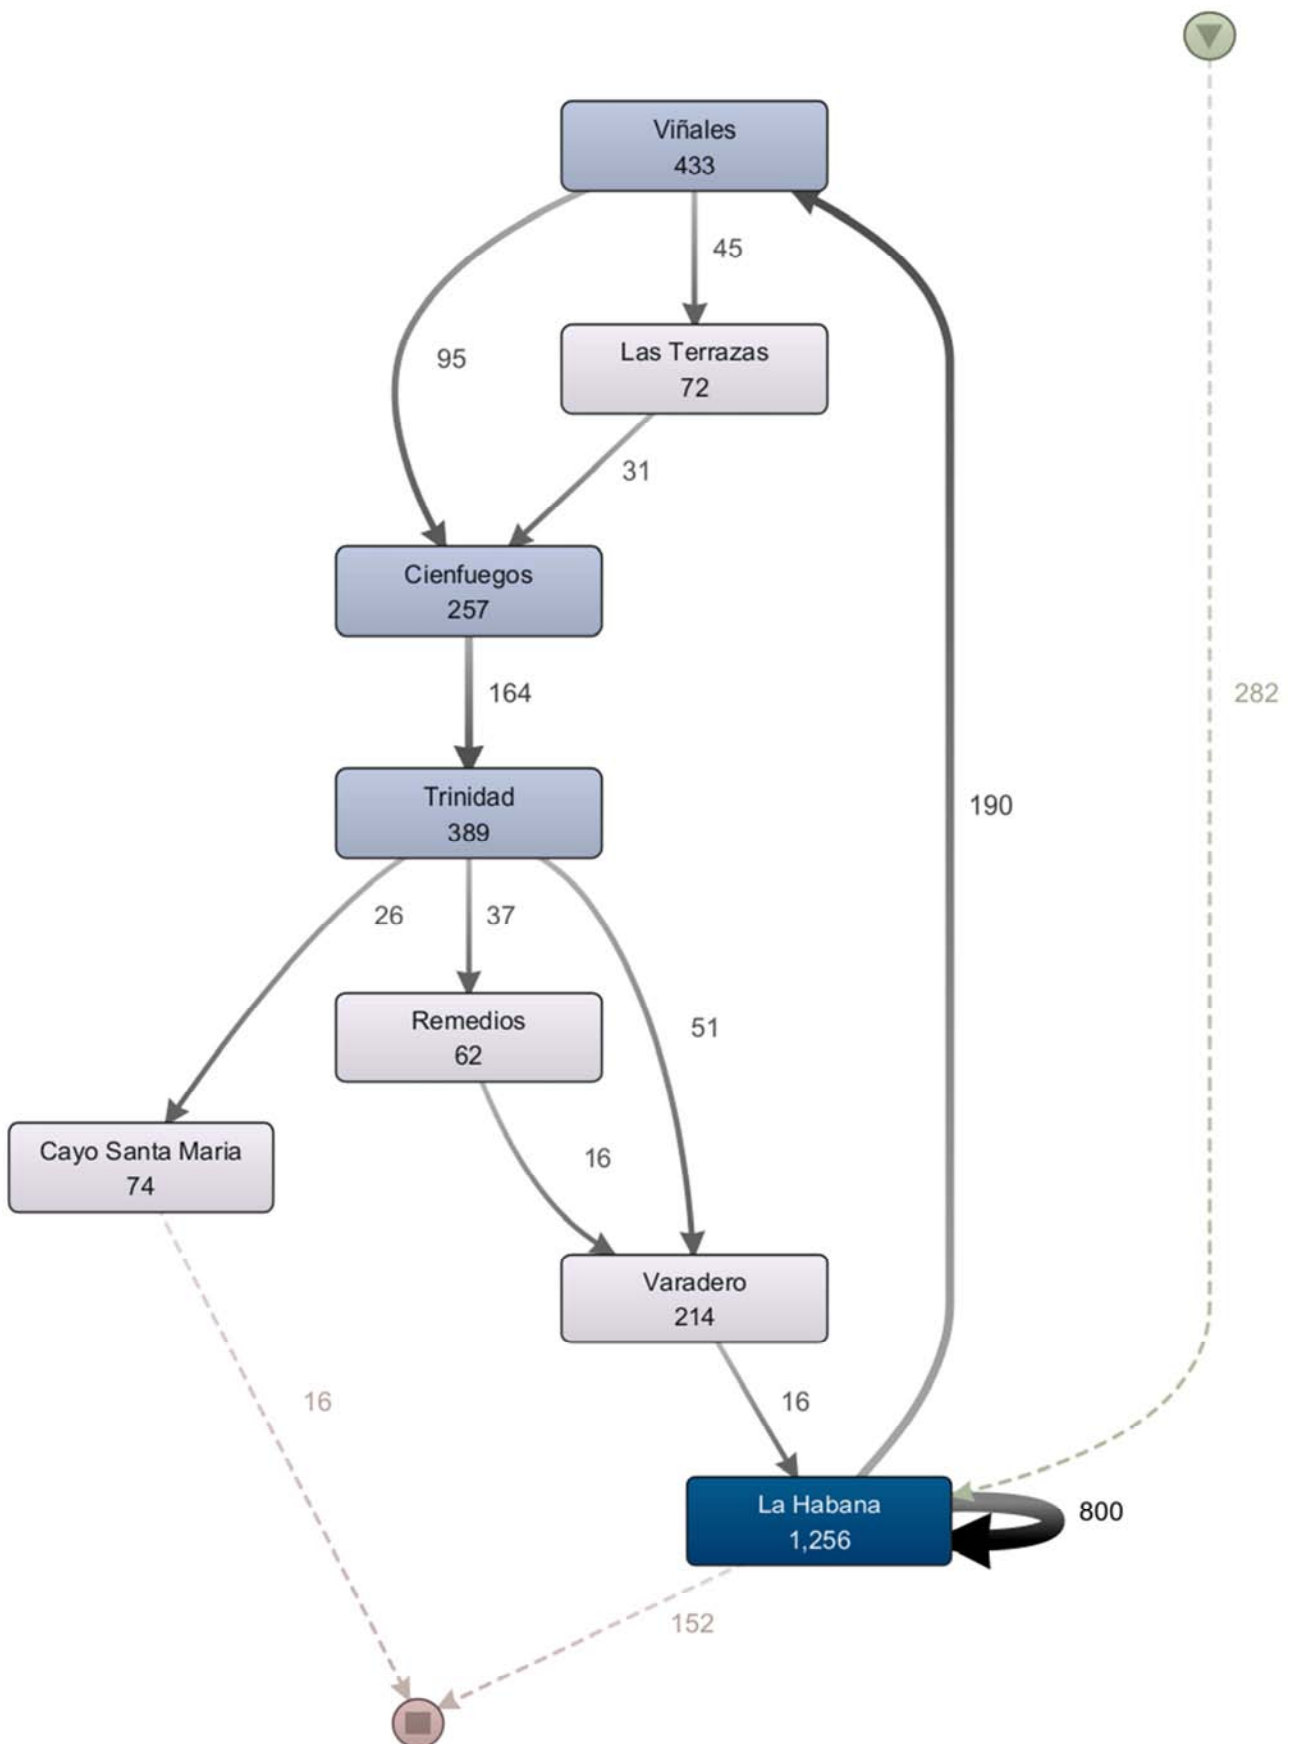 Viñales
433
45
Las Terrazas
72
95
31
Cienfuegos
257
164
282
Trinidad
389
190
26
37
Remedios
62
51
Cayo Santa Maria
74
16
Varadero
214
16
16
La Habana
1,256
800
152